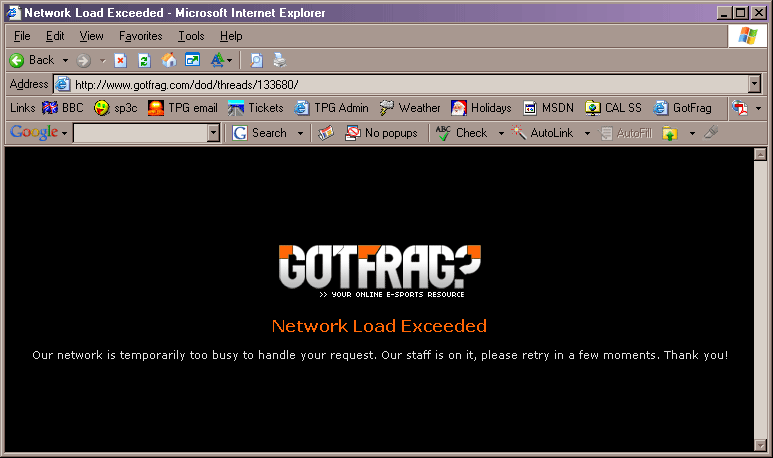 Network Load Exceeded - Microsoft Internet Explorer
File Edit View Favorites Tools Help
Back
Address http://www.gotfrag.com/dod/threads/133680/
Links BBC sp3c TPG email Tickets TPG Admin Weather Holidays MSDN CAL SS GotFrag
Google G Search No popups ABC Check AutoLink AutoFill
GOTFRAG?
>> YOUR ONLINE E-SPORTS RESOURCE
Network Load Exceeded
Our network is temporarily too busy to handle your request. Our staff is on it, please retry in a few moments. Thank you!